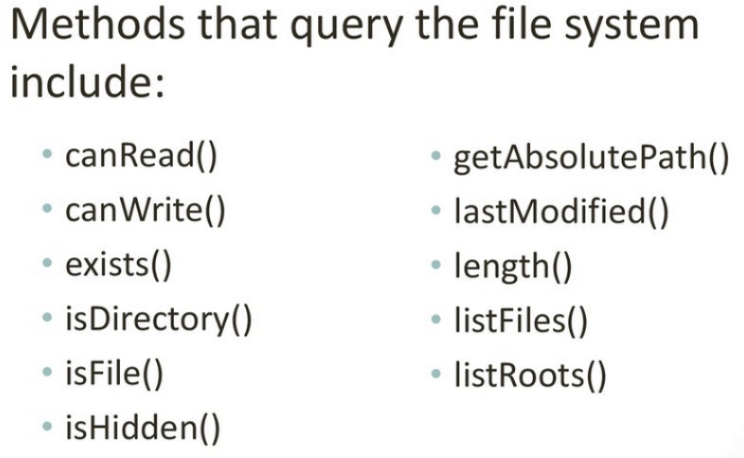 Methods that query the file system
include:
• canRead()
• canWrite()
• exists()
• isDirectory()
• isFile()
• isHidden()
• getAbsolutePath()
• lastModified()
• length()
• listFiles()
• listRoots()